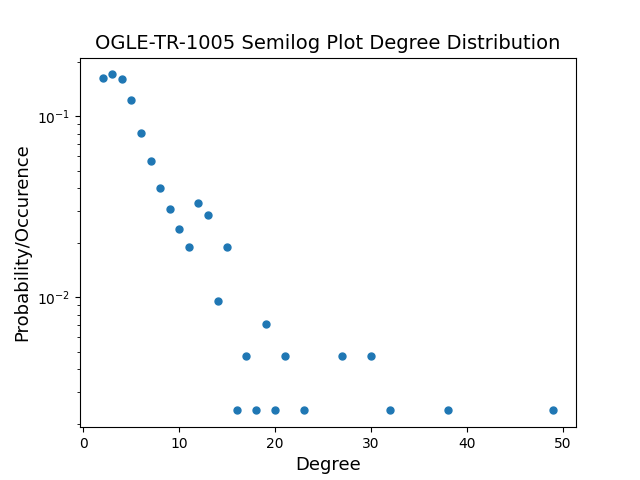 OGLE-TR-1005 Semilog Plot Degree Distribution
10⁻¹
10⁻²
Probability/Occurence
0 10 20 30 40 50
Degree